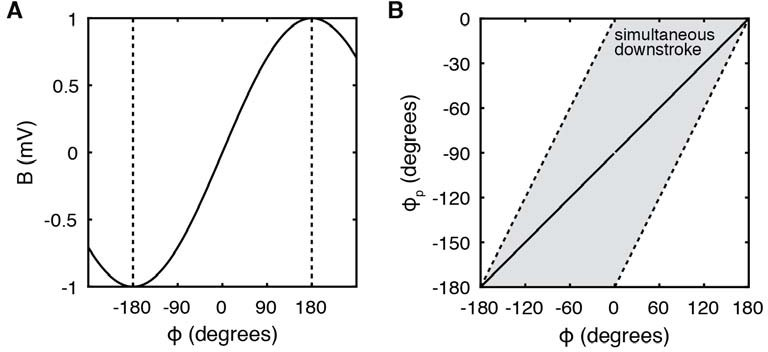 A
B (mV)
1
0.5
0
-0.5
-1
-180 -90 0 90 180
ϕ (degrees)
B
ϕp (degrees)
simultaneous
downstroke
0
-30
-60
-90
-120
-150
-180
-180 -120 -60 0 60 120 180
ϕ (degrees)